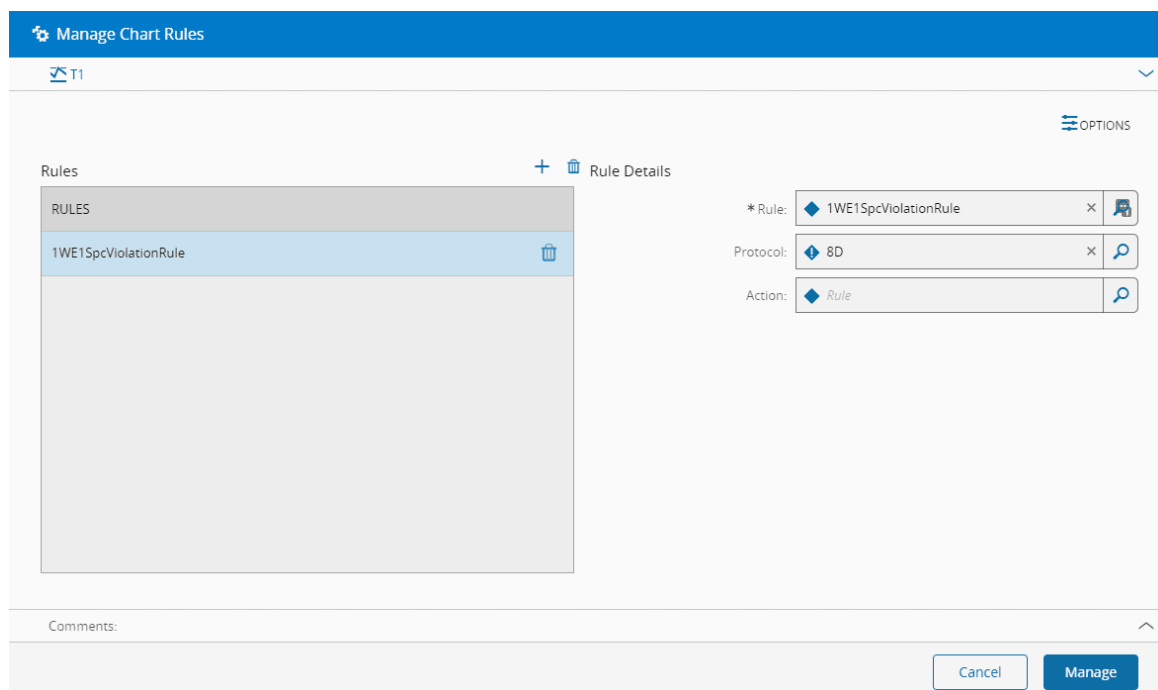 Manage Chart Rules
T1
OPTIONS
Rules
Rule Details
RULES
1WE1SpcViolationRule
* Rule: 1WE1SpcViolationRule
Protocol: 8D
Action: Rule
Comments:
Cancel
Manage